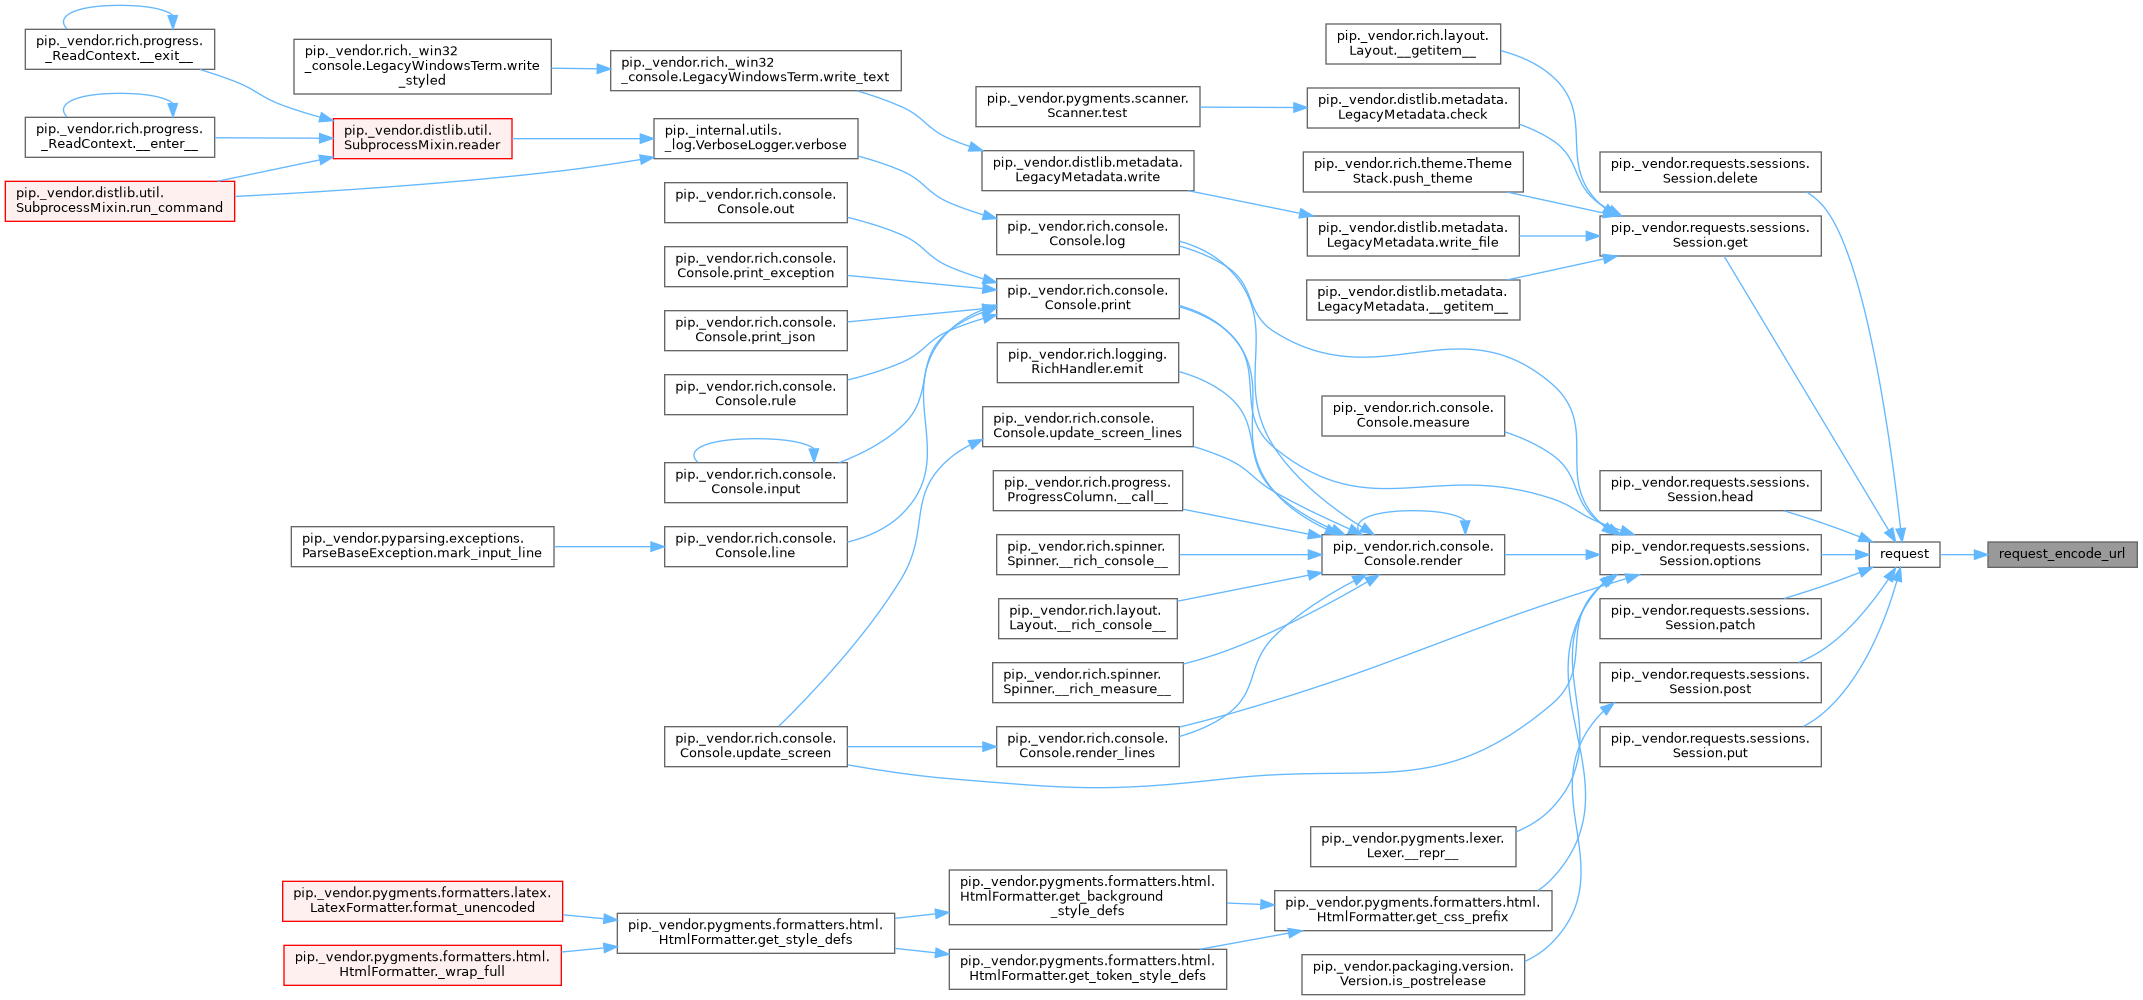 pip._vendor.rich.progress.
_ReadContext.__exit__
pip._vendor.rich.progress.
_ReadContext.__enter__
pip._vendor.distlib.util.
SubprocessMixin.run_command
pip._vendor.rich._win32
_console.LegacyWindowsTerm.write
_styled
pip._vendor.distlib.util.
SubprocessMixin.reader
pip._vendor.pyparsing.exceptions.
ParseBaseException.mark_input_line
pip._vendor.pygments.formatters.latex.
LatexFormatter.format_unencoded
pip._vendor.pygments.formatters.html.
HtmlFormatter._wrap_full
pip._vendor.rich._win32
_console.LegacyWindowsTerm.write_text
pip._internal.utils.
_log.VerboseLogger.verbose
pip._vendor.rich.console.
Console.out
pip._vendor.rich.console.
Console.print_exception
pip._vendor.rich.console.
Console.print_json
pip._vendor.rich.console.
Console.rule
pip._vendor.rich.console.
Console.input
pip._vendor.rich.console.
Console.line
pip._vendor.rich.console.
Console.update_screen
pip._vendor.pygments.formatters.html.
HtmlFormatter.get_style_defs
pip._vendor.pygments.scanner.
Scanner.test
pip._vendor.distlib.metadata.
LegacyMetadata.write
pip._vendor.rich.console.
Console.log
pip._vendor.rich.console.
Console.print
pip._vendor.rich.logging.
RichHandler.emit
pip._vendor.rich.console.
Console.update_screen_lines
pip._vendor.rich.progress.
ProgressColumn.__call__
pip._vendor.rich.spinner.
Spinner.__rich_console__
pip._vendor.rich.layout.
Layout.__rich_console__
pip._vendor.rich.spinner.
Spinner.__rich_measure__
pip._vendor.rich.console.
Console.render_lines
pip._vendor.pygments.formatters.html.
HtmlFormatter.get_background
_style_defs
pip._vendor.pygments.formatters.html.
HtmlFormatter.get_token_style_defs
pip._vendor.rich.layout.
Layout.__getitem__
pip._vendor.distlib.metadata.
LegacyMetadata.check
pip._vendor.rich.theme.Theme
Stack.push_theme
pip._vendor.distlib.metadata.
LegacyMetadata.write_file
pip._vendor.distlib.metadata.
LegacyMetadata.__getitem__
pip._vendor.rich.console.
Console.measure
pip._vendor.rich.console.
Console.render
pip._vendor.pygments.lexer.
Lexer.__repr__
pip._vendor.pygments.formatters.html.
HtmlFormatter.get_css_prefix
pip._vendor.packaging.version.
Version.is_postrelease
pip._vendor.requests.sessions.
Session.delete
pip._vendor.requests.sessions.
Session.get
pip._vendor.requests.sessions.
Session.head
pip._vendor.requests.sessions.
Session.options
pip._vendor.requests.sessions.
Session.patch
pip._vendor.requests.sessions.
Session.post
pip._vendor.requests.sessions.
Session.put
request
request_encode_url